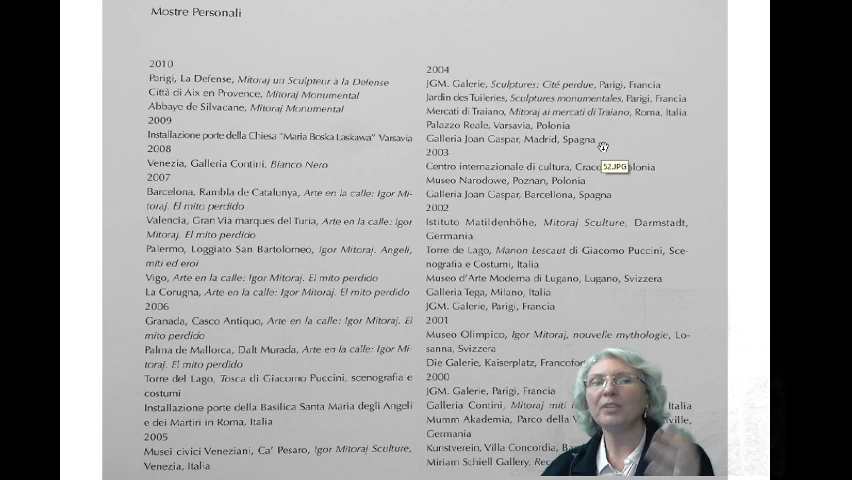 Mostre Personali
2010
Parigi, La Defense, Mitoraj un Sculpteur à la Defense
Città di Aix en Provence, Mitoraj Monumental
Abbaye de Silvacane, Mitoraj Monumental
2009
Installazione porte della Chiesa "Maria Boska Laskawa" Varsavia
2008
Venezia, Galleria Contini, Bianco Nero
2007
Barcelona, Rambla de Catalunya, Arte en la calle: Igor Mi-
toraj. El mito perdido
Valencia, Gran Via marques del Turia, Arte en la calle: Igor
Mitoraj. El mito perdido
Palermo, Loggiato San Bartolomeo, Igor Mitoraj. Angeli,
miti ed eroi
Vigo, Arte en la calle: Igor Mitoraj. El mito perdido
La Corugna, Arte en la calle: Igor Mitoraj. El mito perdido
2006
Granada, Casco Antiquo, Arte en la calle: Igor Mitoraj. El
mito perdido
Palma de Mallorca, Dalt Murada, Arte en la calle: Igor Mi-
toraj. El mito perdido
Torre del Lago, Tosca di Giacomo Puccini, scenografia e
costumi
Installazione porte della Basilica Santa Maria degli Angeli
e dei Martiri in Roma, Italia
2005
Musei civici Veneziani, Ca' Pesaro, Igor Mitoraj Sculture,
Venezia, Italia
2004
JGM. Galerie, Sculptures: Cité perdue, Parigi, Francia
Jardin des Tuileries, Sculptures monumentales, Parigi, Francia
Mercati di Traiano, Mitoraj ai mercati di Traiano, Roma, Italia
Palazzo Reale, Varsavia, Polonia
Galleria Joan Gaspar, Madrid, Spagna
2003
Centro internazionale di cultura, Crac 52.JPG olonia
Museo Narodowe, Poznan, Polonia
Galleria Joan Gaspar, Barcellona, Spagna
2002
Istituto Matildenhöhe, Mitoraj Sculture, Darmstadt,
Germania
Torre de Lago, Manon Lescaut di Giacomo Puccini, Sce-
nografia e Costumi, Italia
Museo d'Arte Moderna di Lugano, Lugano, Svizzera
Galleria Tega, Milano, Italia
JGM. Galerie, Parigi, Francia
2001
Museo Olimpico, Igor Mitoraj, nouvelle mythologie, Lo-
sanna, Svizzera
Die Galerie, Kaiserplatz, Francofor
2000
JGM. Galerie, Parigi, Francia
Galleria Contini, Mitoraj miti Italia
Mumm Akademia, Parco della ville,
Germania
Kunstverein, Villa Concordia, Ba
Miriam Schiell Gallery, Rec